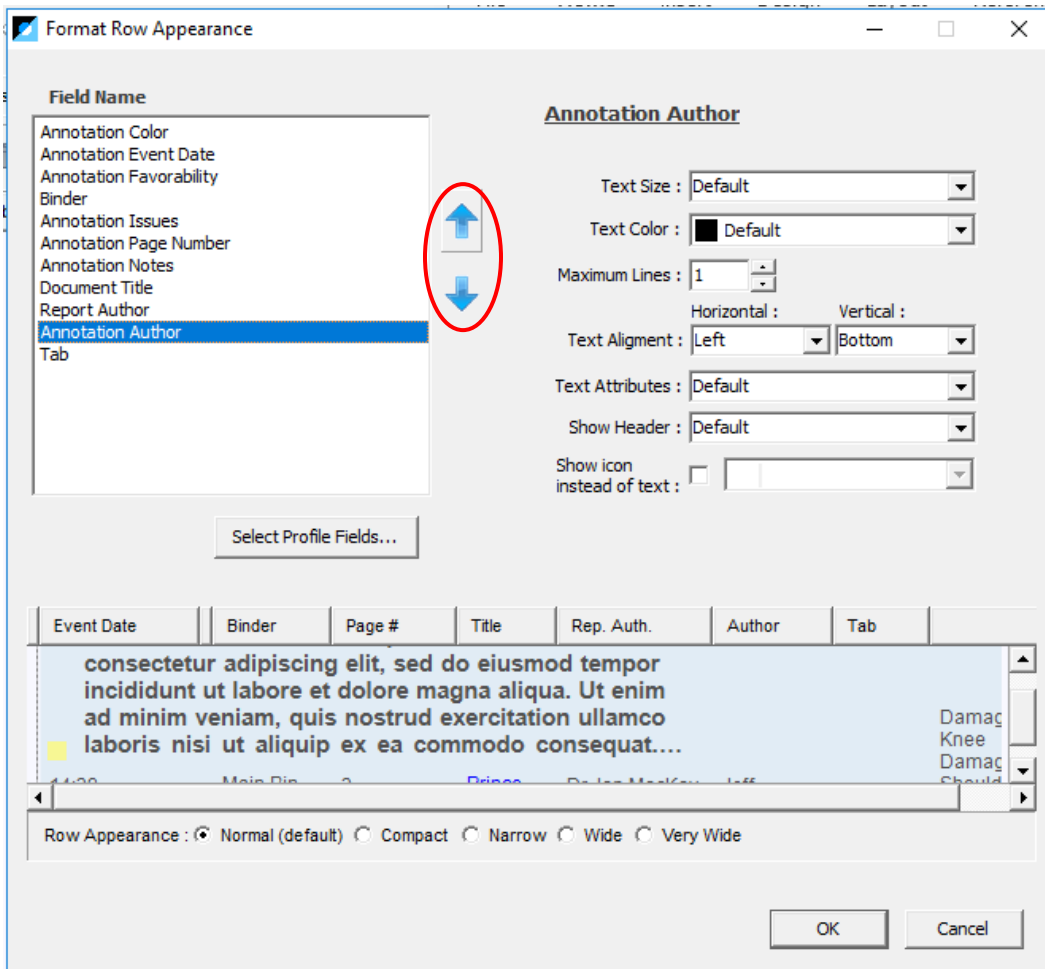 Format Row Appearance
Field Name
Annotation Color
Annotation Event Date
Annotation Favorability
Binder
Annotation Issues
Annotation Page Number
Annotation Notes
Document Title
Report Author
Annotation Author
Tab
Select Profile Fields...
Annotation Author
Text Size : Default
Text Color : Default
Maximum Lines : 1
Horizontal : Vertical :
Text Aligment : Left Bottom
Text Attributes : Default
Show Header : Default
Show icon
instead of text :
Event Date Binder Page # Title Rep. Auth. Author Tab
consectetur adipiscing elit, sed do eiusmod tempor
incididunt ut labore et dolore magna aliqua. Ut enim
ad minim veniam, quis nostrud exercitation ullamco
laboris nisi ut aliquip ex ea commodo consequat....
Damag
Knee
Damag
Row Appearance : Normal (default) Compact Narrow Wide Very Wide
OK Cancel